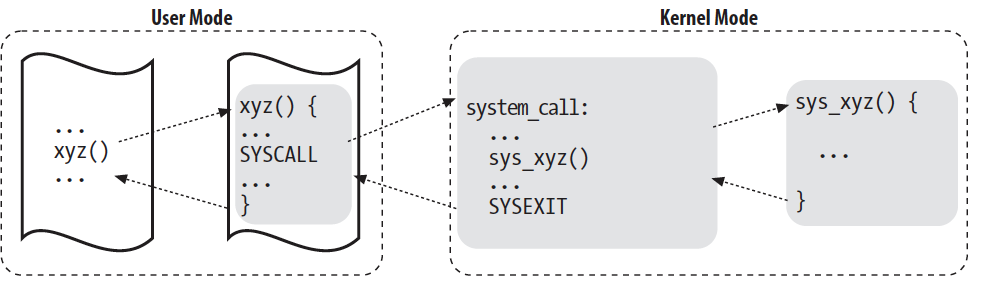 User Mode
Kernel Mode
...
xyz()
...
xyz() {
...
SYSCALL
...
}
system_call:
...
sys_xyz()
...
SYSEXIT
sys_xyz() {
...
}